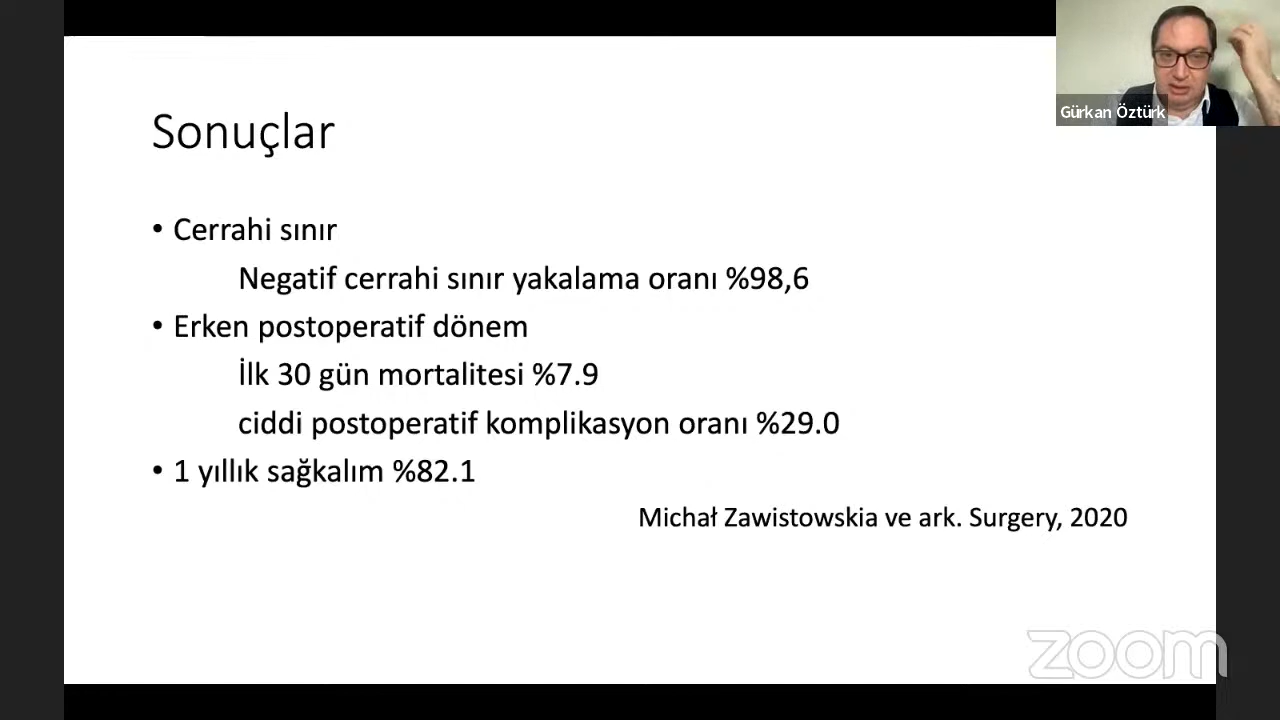 Gürkan Öztürk
Sonuçlar
• Cerrahi sınır
Negatif cerrahi sınır yakalama oranı %98,6
• Erken postoperatif dönem
İlk 30 gün mortalitesi %7.9
ciddi postoperatif komplikasyon oranı %29.0
• 1 yıllık sağkalım %82.1
Michał Zawistowskia ve ark. Surgery, 2020
zoom